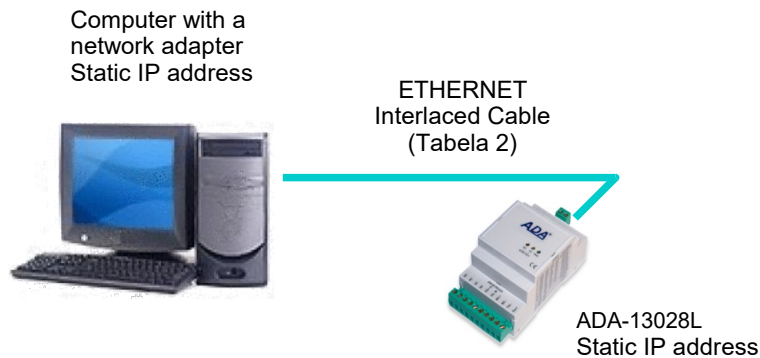 Computer with a
network adapter
Static IP address
ETHERNET
Interlaced Cable
(Tabela 2)
ADA
ADA-13028L
Static IP address